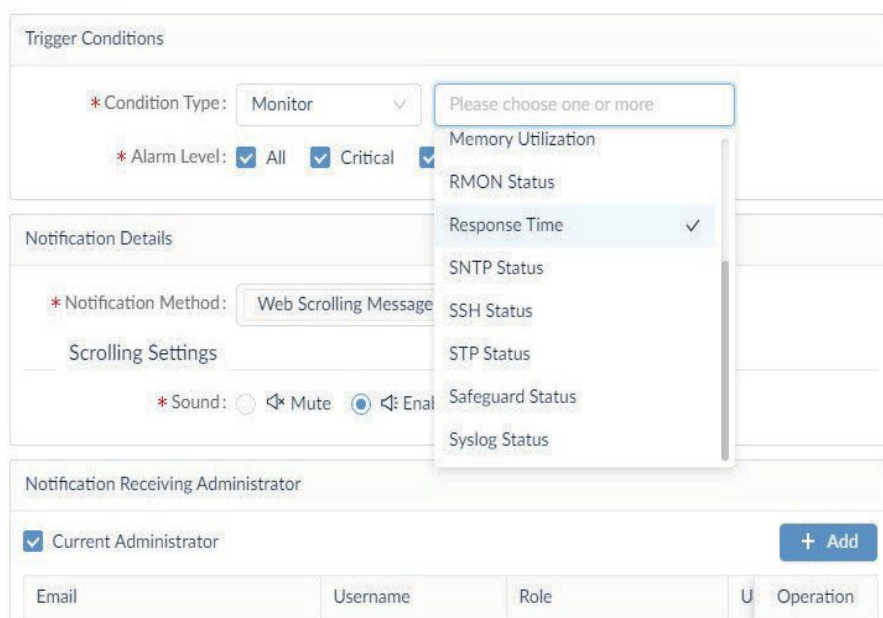 Trigger Conditions
* Condition Type: Monitor Please choose one or more
* Alarm Level: All Critical
Memory Utilization
RMON Status
Response Time
SNTP Status
SSH Status
STP Status
Safeguard Status
Syslog Status
Notification Details
* Notification Method: Web Scrolling Message
Scrolling Settings
* Sound: Mute Enab
Notification Receiving Administrator
Current Administrator
+ Add
Email Username Role U Operation